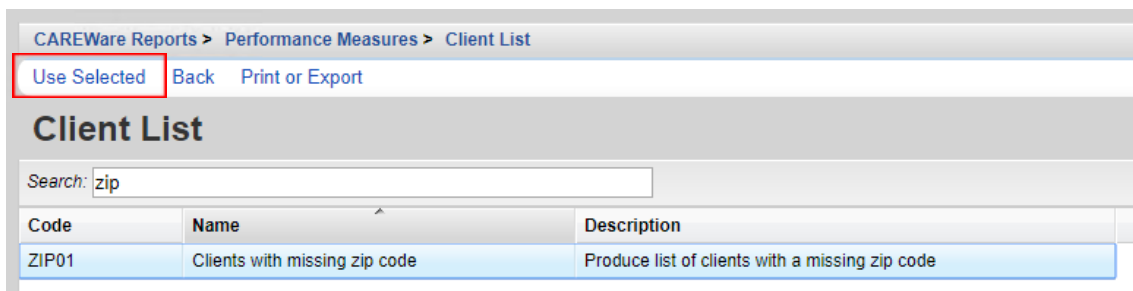 CAREWare Reports > Performance Measures > Client List
Use Selected Back Print or Export
Client List
Search: zip
Code Name Description
ZIP01 Clients with missing zip code Produce list of clients with a missing zip code